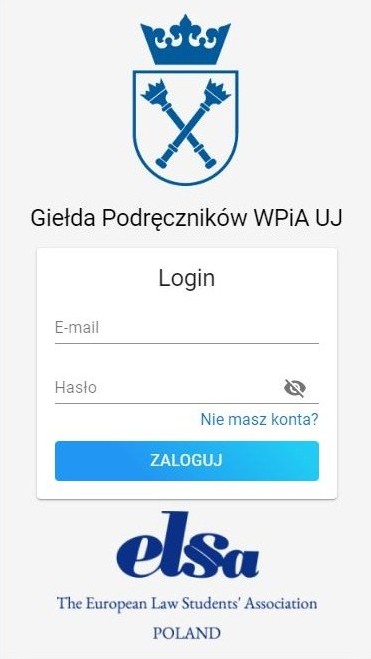 Giełda Podręczników WPiA UJ
Login
E-mail
Hasło
Nie masz konta?
ZALOGUJ
elsa
The European Law Students' Association
POLAND